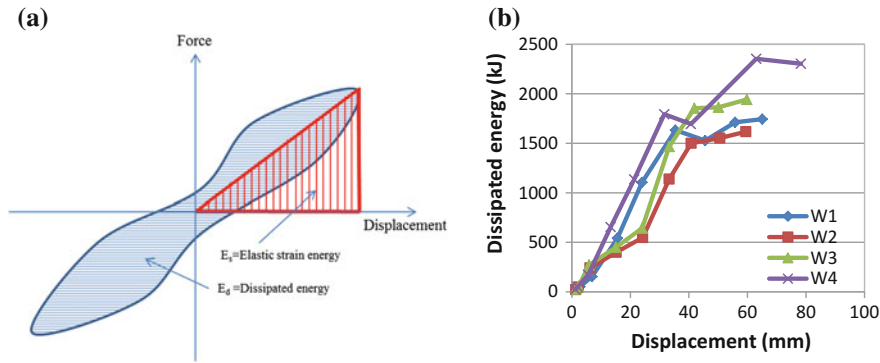 (a)
Force
Displacement
Es=Elastic strain energy
Ed =Dissipated energy
(b)
Dissipated energy (kJ)
2500
2000
1500
1000
500
0
0 20 40 60 80 100
Displacement (mm)
W1
W2
W3
W4